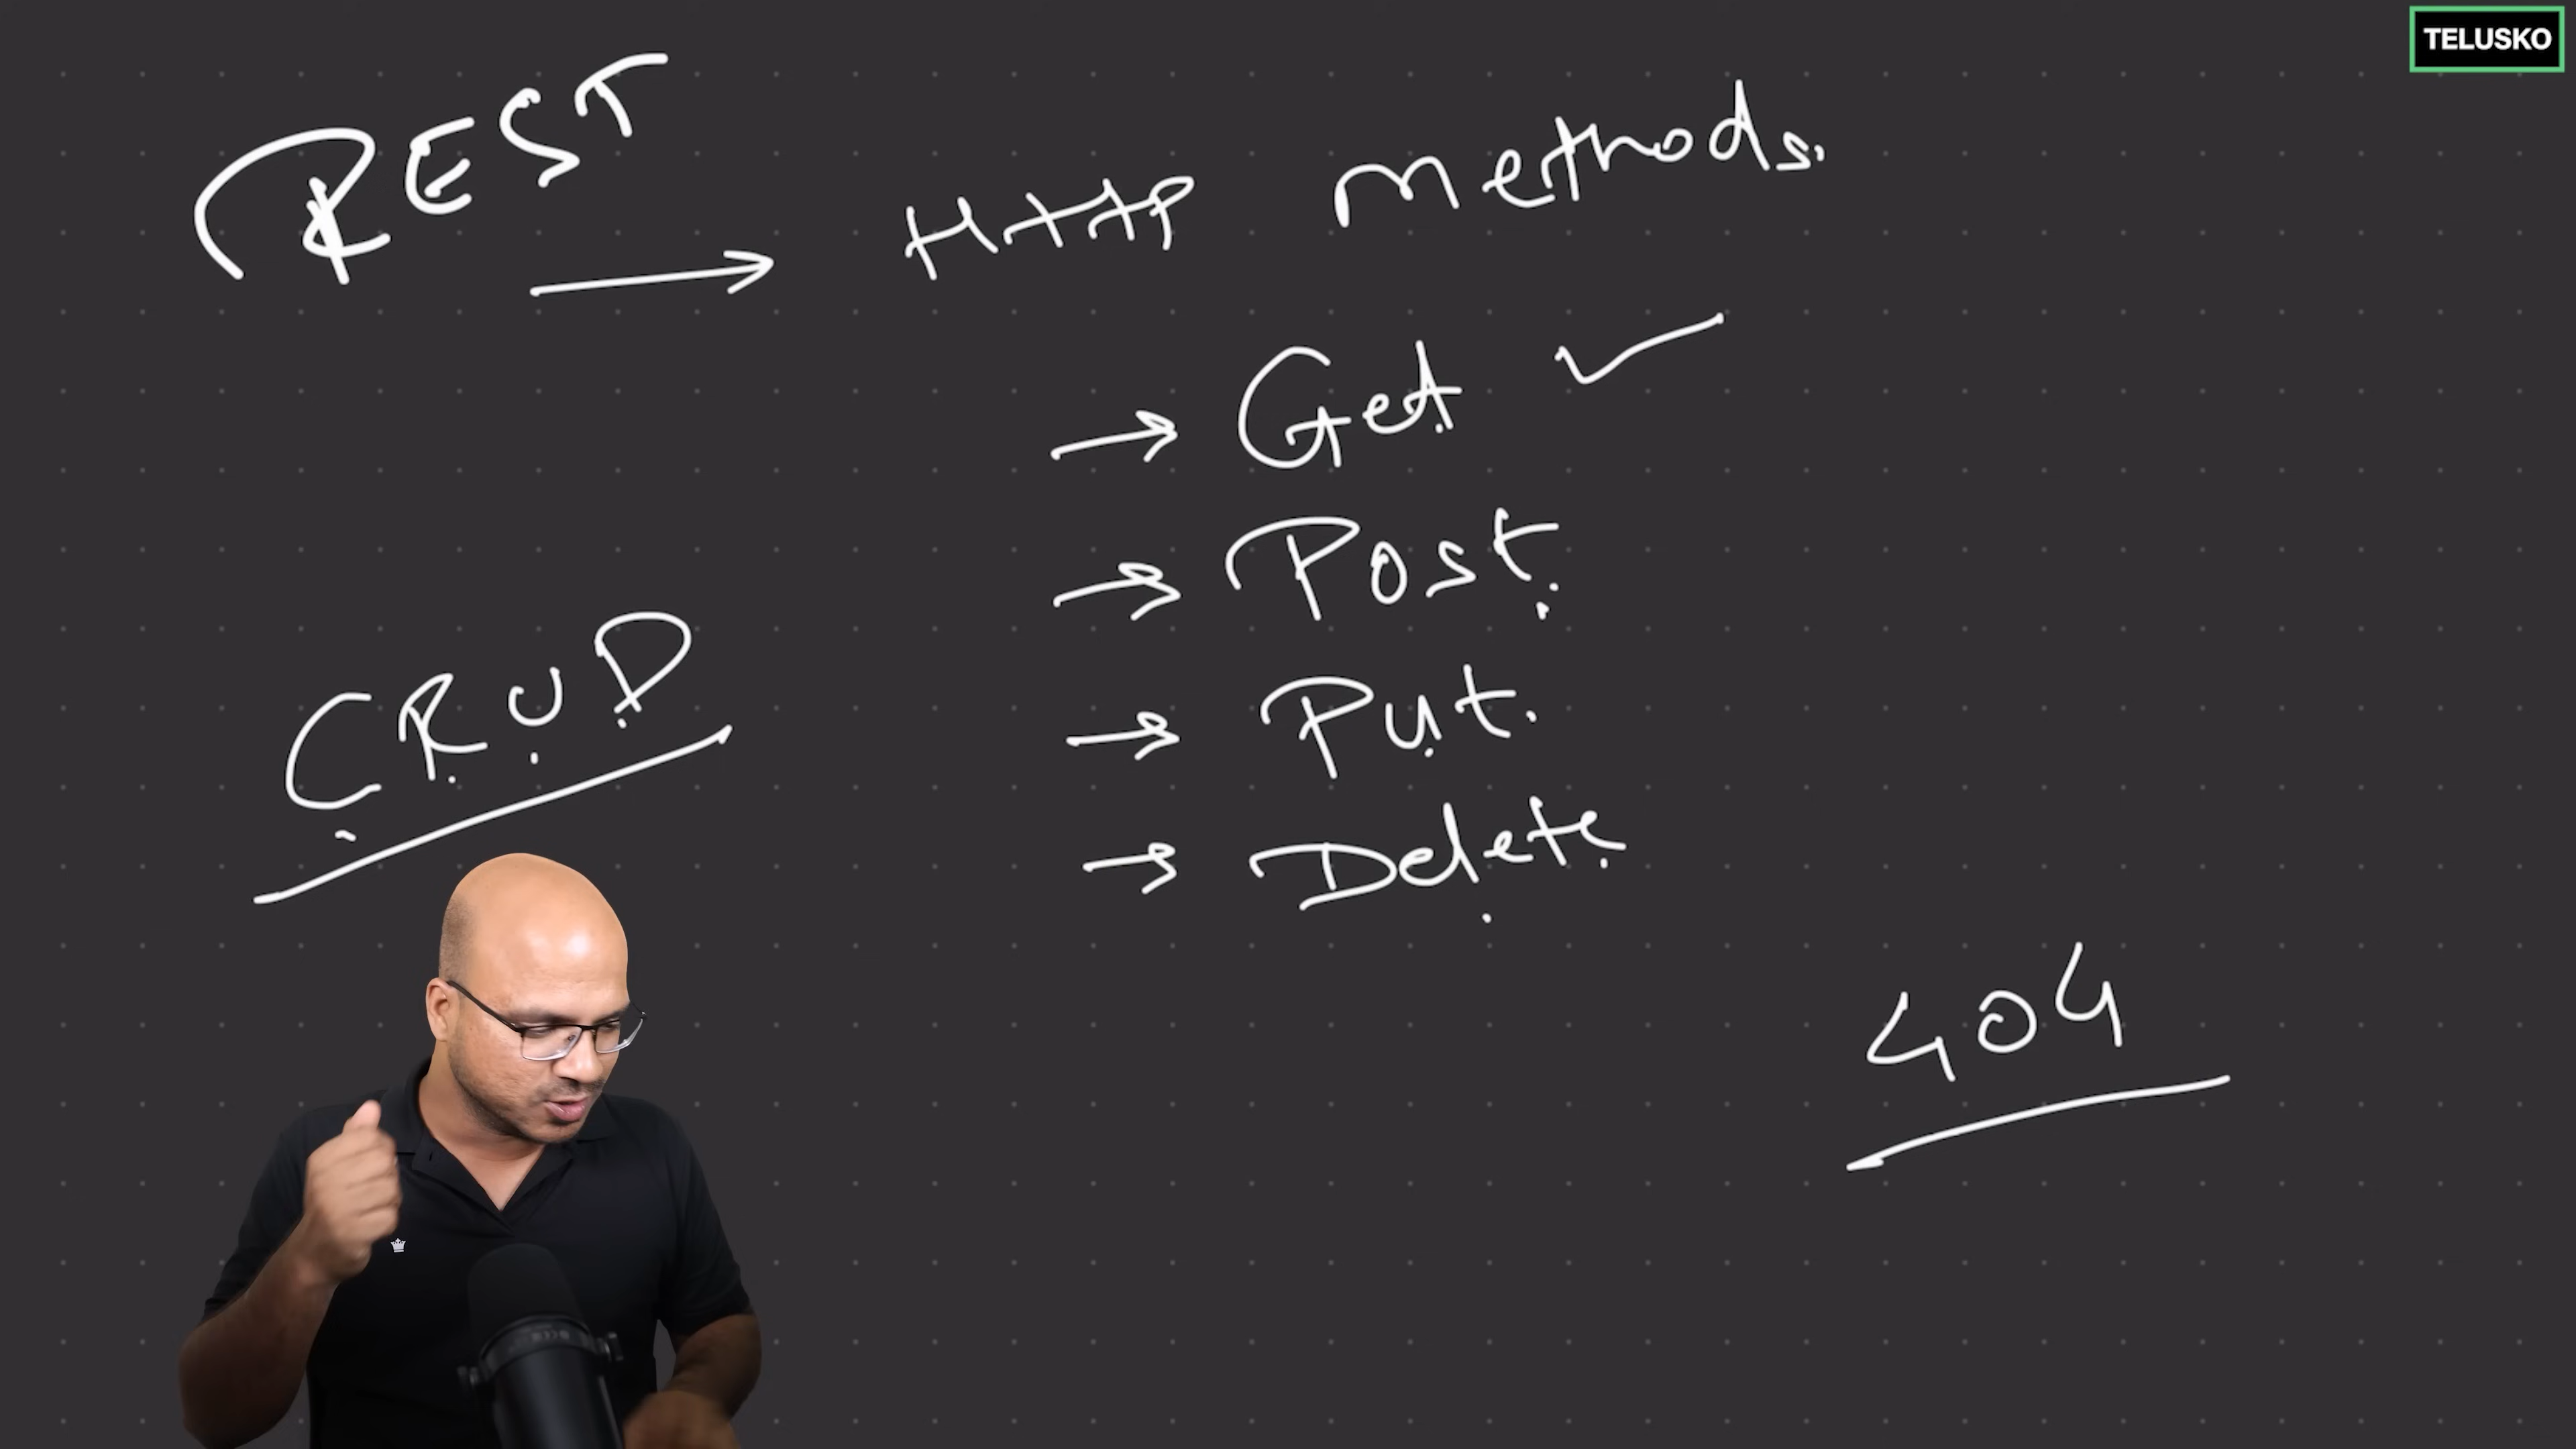 TELUSKO
REST
Http Methods.
Get
Post
Put
Delete
CRUD
404